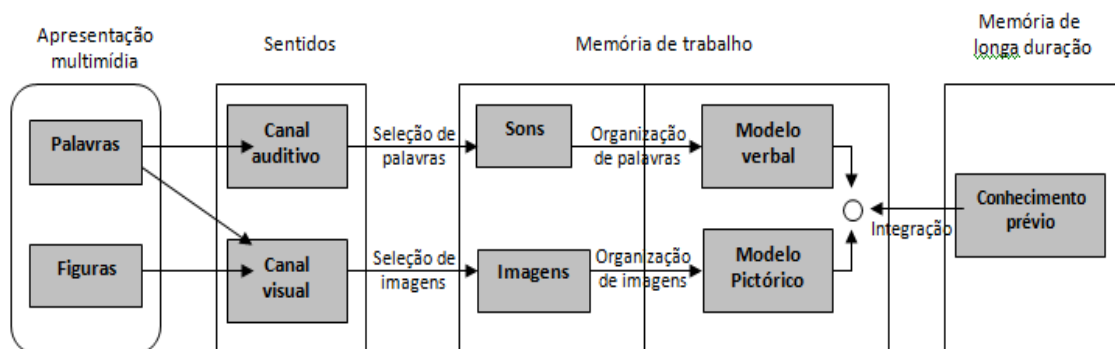 Apresentação
multimídia
Sentidos
Memória de trabalho
Memória de
longa duração
Palavras
Canal
auditivo
Seleção de
palavras
Sons
Organização
de palavras
Modelo
verbal
Figuras
Canal
visual
Seleção de
imagens
Imagens
Organização
de imagens
Modelo
Pictórico
Integração
Conhecimento
prévio